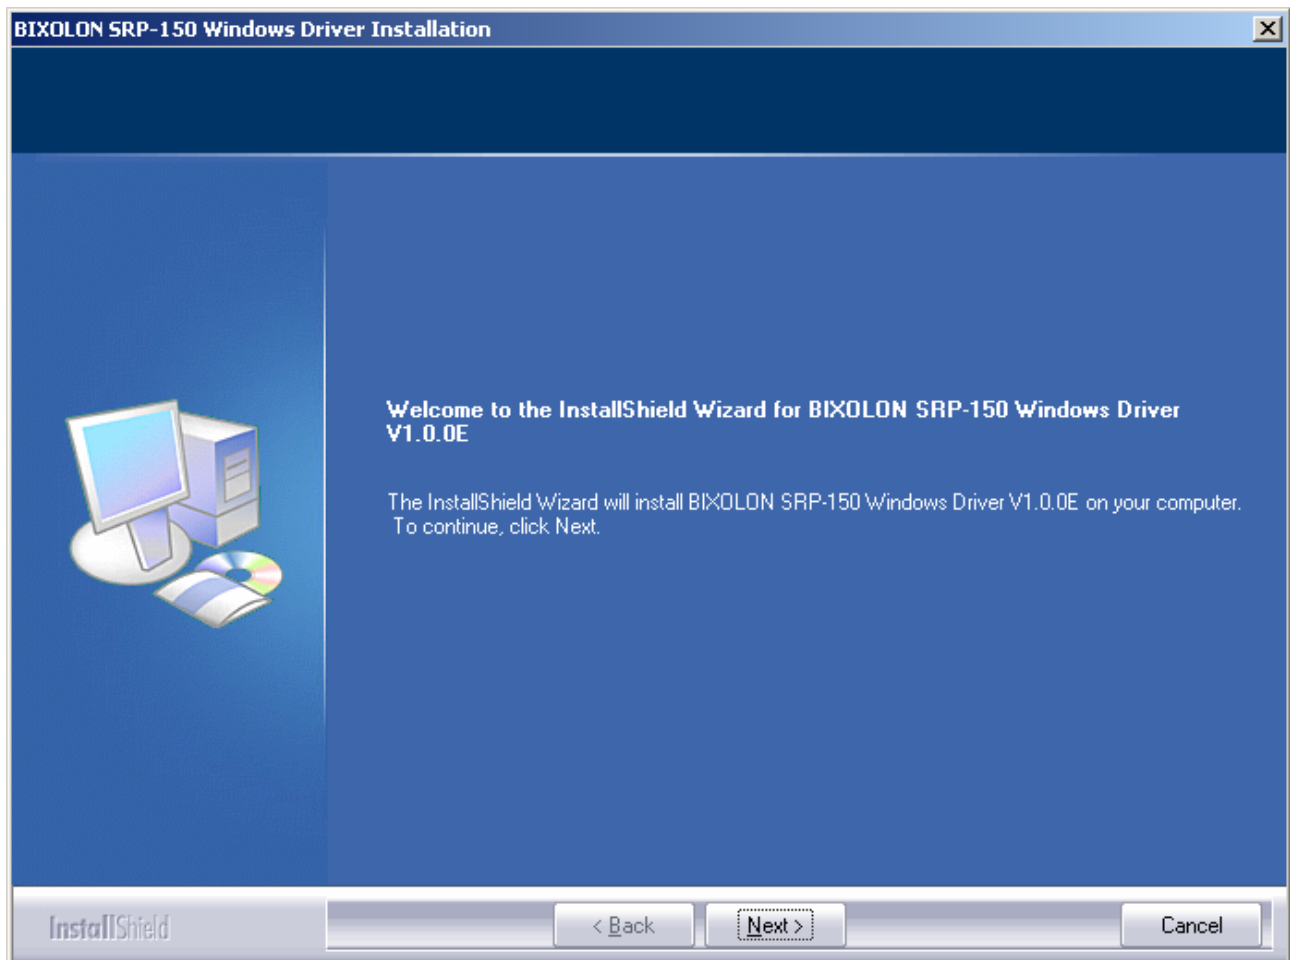 BIXOLON SRP-150 Windows Driver Installation
Welcome to the InstallShield Wizard for BIXOLON SRP-150 Windows Driver
V1.0.0E
The InstallShield Wizard will install BIXOLON SRP-150 Windows Driver V1.0.0E on your computer.
To continue, click Next.
InstallShield
< Back
Next >
Cancel